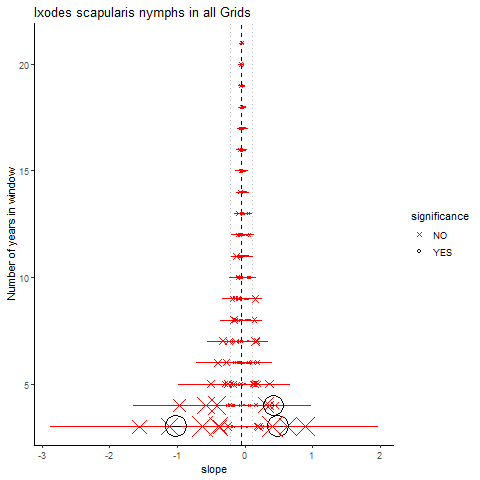 Ixodes scapularis nymphs in all Grids
Number of years in window
20
15
10
5
-3 -2 -1 0 1 2
slope
significance
NO
YES